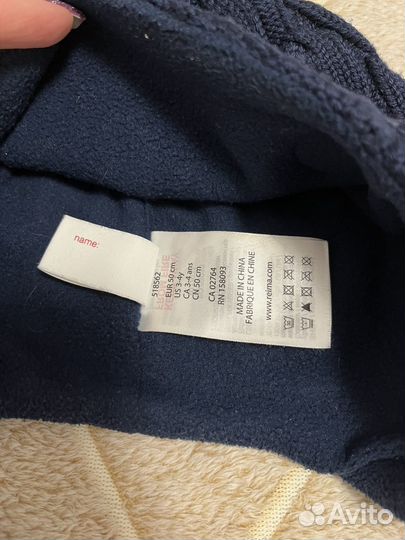 name:
518562
EUR 50 cm
US 3-4y
CA 3-4 ans
CN 50 cm
CA 02764
RN 158093
MADE IN CHINA
FABRIQUE EN CHINE
www.reima.com
Avito